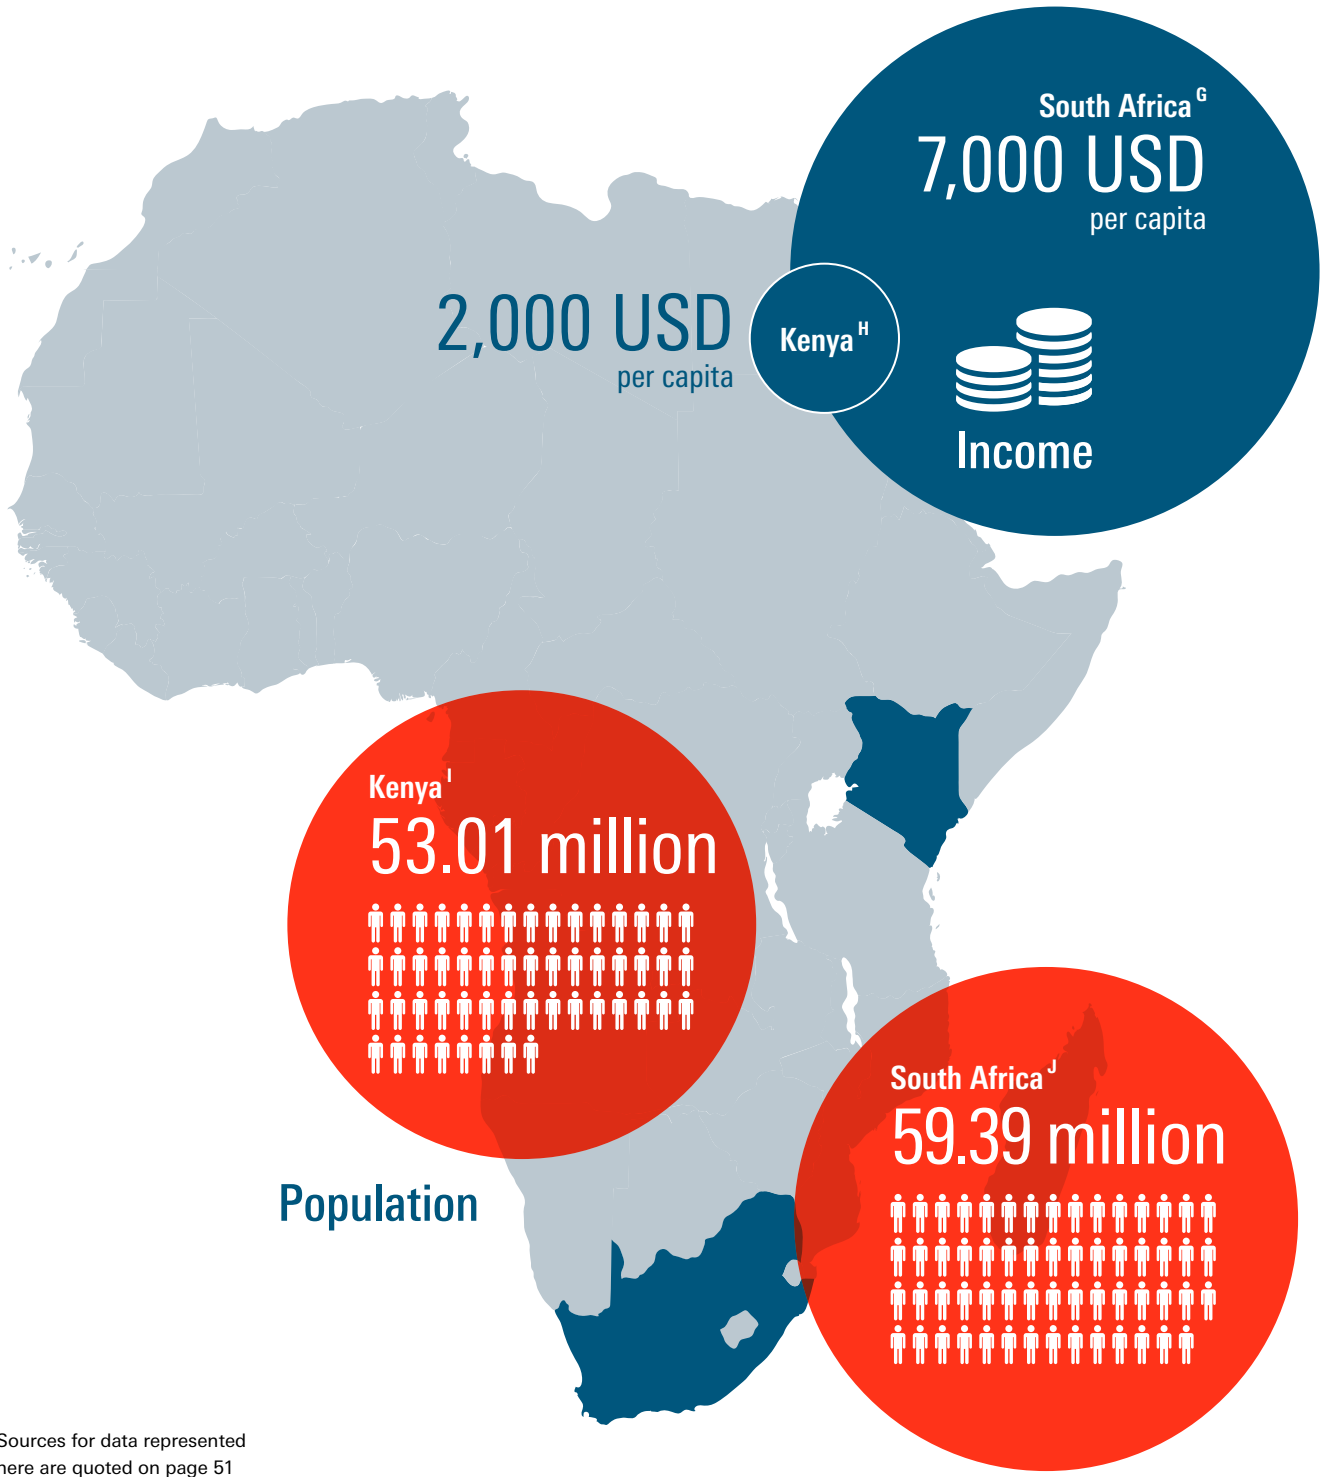 South Africa G
7,000 USD
per capita
2,000 USD
per capita
Kenya H
Income
Kenya I
53.01 million
South Africa J
59.39 million
Population
Sources for data represented
here are quoted on page 51